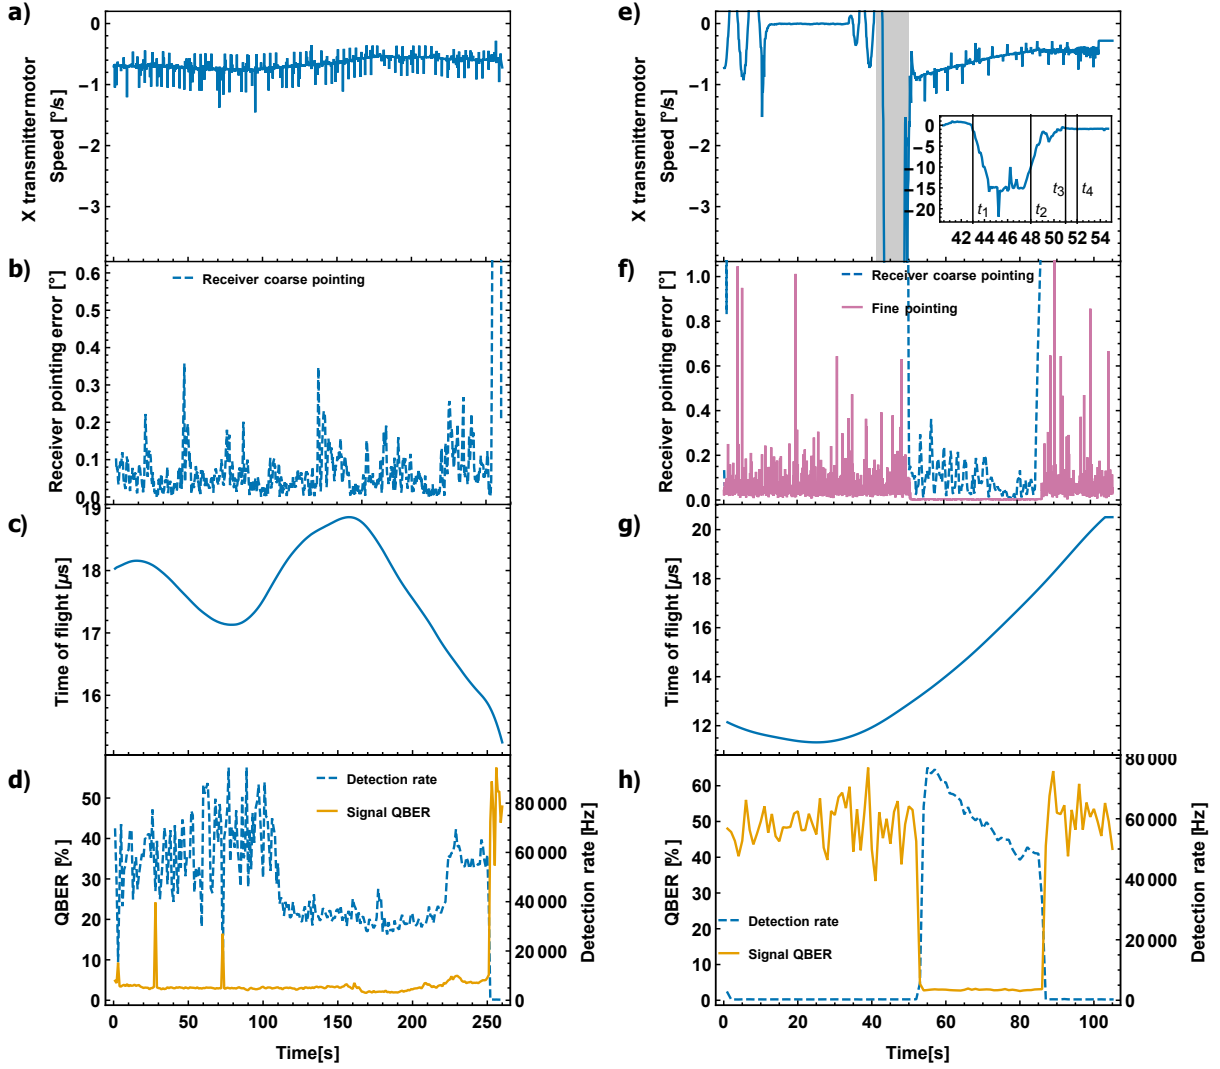 a)
0
−1
−2
−3
X transmittermotor
Speed [°/s]
b)
Receiver coarse pointing
0.6
0.5
0.4
0.3
0.2
0.1
0.0
Receiver pointing error [°]
c)
19
18
17
16
Time of flight [µs]
d)
Detection rate
Signal QBER
50
40
30
20
10
0
QBER [%]
80 000
60 000
40 000
20 000
0
Detection rate [Hz]
0 50 100 150 200 250
Time[s]
e)
0
−1
−2
−3
X transmittermotor
Speed [°/s]
0
−5
10
15
20
t1 t2 t3 t4
42 44 46 48 50 52 54
f)
Receiver coarse pointing
Fine pointing
1.0
0.8
0.6
0.4
0.2
0.0
Receiver pointing error [°]
g)
20
18
16
14
12
Time of flight [µs]
h)
60
50
40
30
20
10
0
QBER [%]
Detection rate
Signal QBER
80 000
60 000
40 000
20 000
0
Detection rate [Hz]
0 20 40 60 80 100
Time[s]